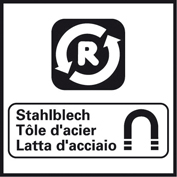 R
Stahlblech
Tôle d'acier
Latta d'acciaio